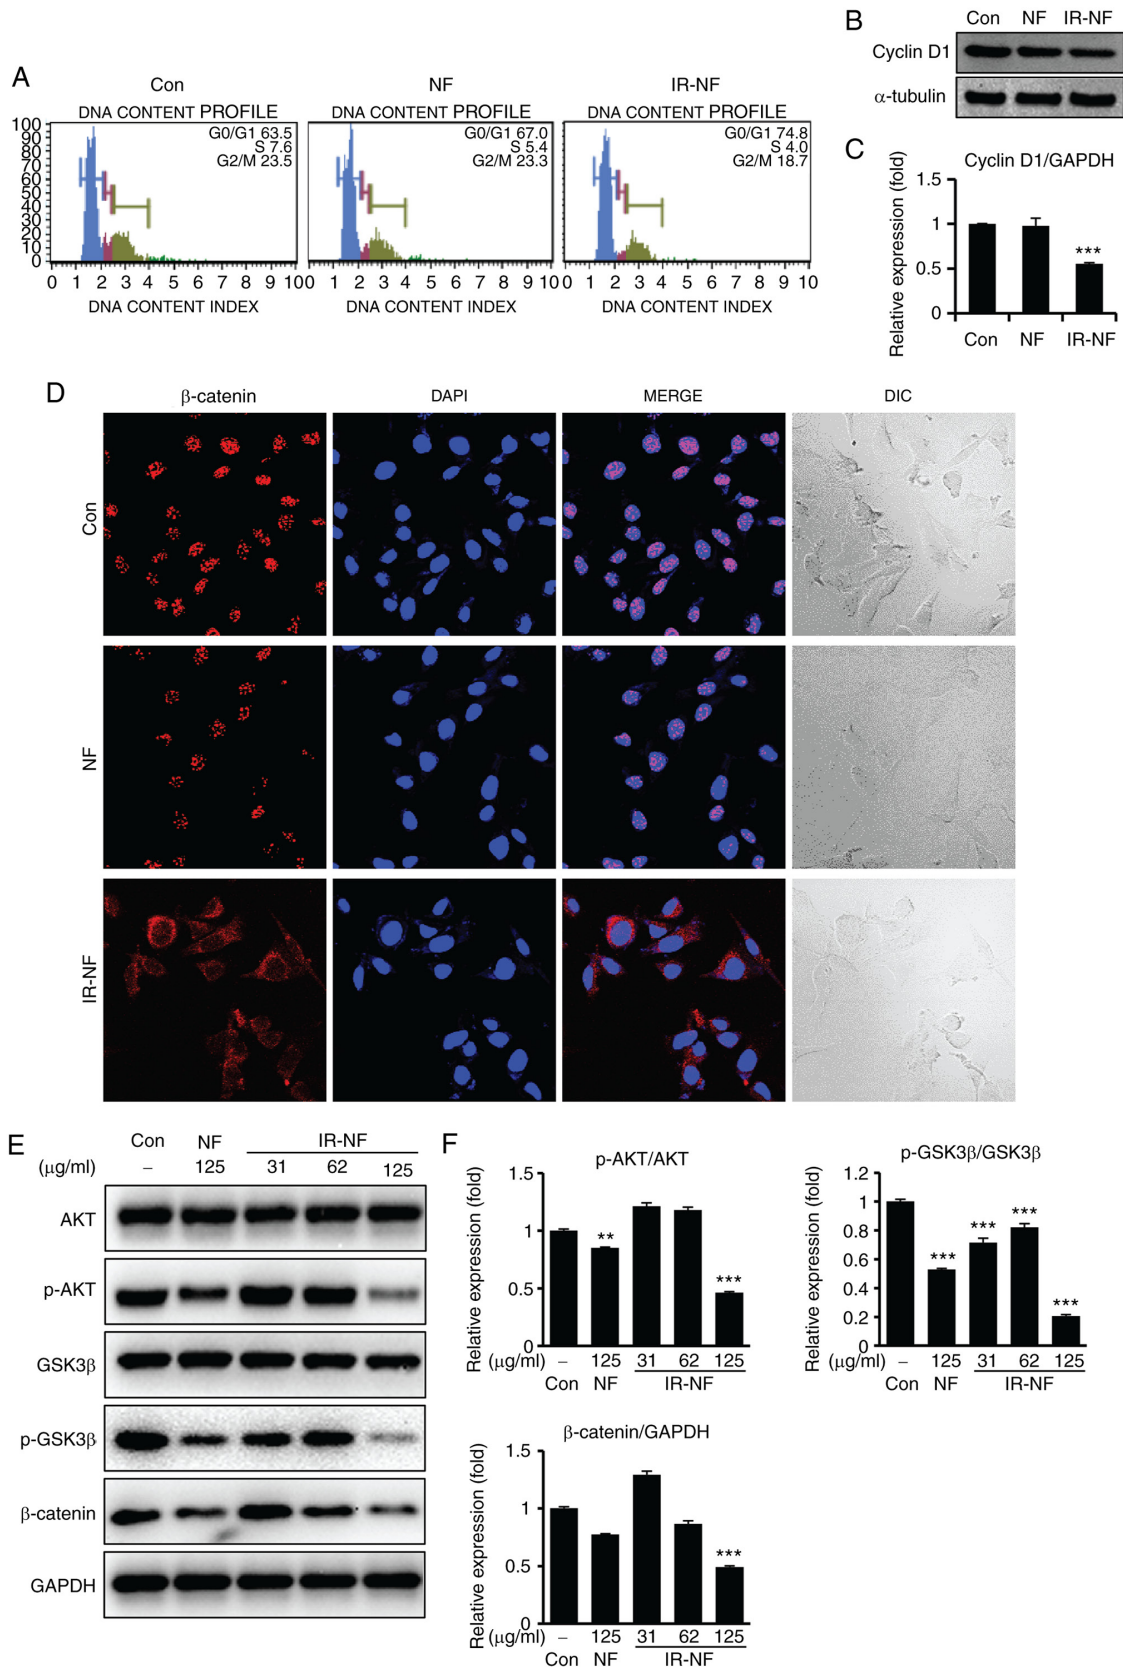 A
Con
NF
IR-NF
DNA CONTENT PROFILE
DNA CONTENT PROFILE
DNA CONTENT PROFILE
G0/G1 63.5
S 7.6
G2/M 23.5
G0/G1 67.0
S 5.4
G2/M 23.3
G0/G1 74.8
S 4.0
G2/M 18.7
100
90
80
70
60
50
40
30
20
10
0
0 1 2 3 4 5 6 7 8 9 10
0 1 2 3 4 5 6 7 8 9 10
0 1 2 3 4 5 6 7 8 9 10
DNA CONTENT INDEX
DNA CONTENT INDEX
DNA CONTENT INDEX
B
Con NF IR-NF
Cyclin D1
α-tubulin
C
Cyclin D1/GAPDH
Relative expression (fold)
1.5
1
0.5
0
***
Con NF IR-NF
D
β-catenin DAPI MERGE DIC
Con
NF
IR-NF
E
Con NF IR-NF
(μg/ml) – 125 31 62 125
AKT
p-AKT
GSK3β
p-GSK3β
β-catenin
GAPDH
F
p-AKT/AKT
Relative expression (fold)
1.5
1
0.5
0
**
***
(μg/ml) – 125 31 62 125
Con NF IR-NF
p-GSK3β/GSK3β
Relative expression (fold)
1.2
1
0.8
0.6
0.4
0.2
0
***
***
***
***
(μg/ml) – 125 31 62 125
Con NF IR-NF
β-catenin/GAPDH
Relative expression (fold)
1.5
1
0.5
0
***
(μg/ml) – 125 31 62 125
Con NF IR-NF